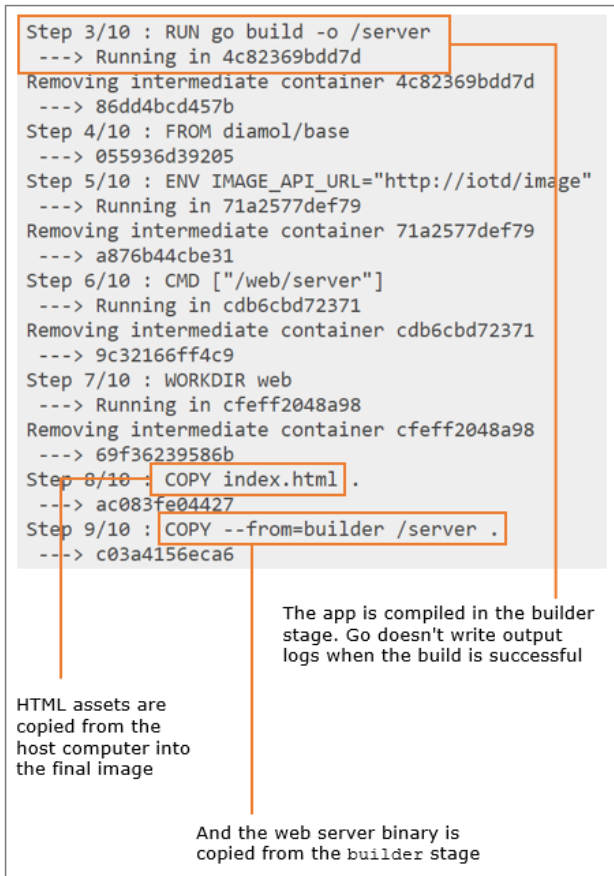 Step 3/10 : RUN go build -o /server
---> Running in 4c82369bdd7d
Removing intermediate container 4c82369bdd7d
---> 86dd4bcd457b
Step 4/10 : FROM diamol/base
---> 055936d39205
Step 5/10 : ENV IMAGE_API_URL="http://iotd/image"
---> Running in 71a2577def79
Removing intermediate container 71a2577def79
---> a876b44cbe31
Step 6/10 : CMD ["/web/server"]
---> Running in cdb6cbd72371
Removing intermediate container cdb6cbd72371
---> 9c32166ff4c9
Step 7/10 : WORKDIR web
---> Running in cfeff2048a98
Removing intermediate container cfeff2048a98
---> 69f36239586b
Step 8/10 : COPY index.html .
---> ac083fe04427
Step 9/10 : COPY --from=builder /server .
---> c03a4156eca6
The app is compiled in the builder
stage. Go doesn't write output
logs when the build is successful
HTML assets are
copied from the
host computer into
the final image
And the web server binary is
copied from the builder stage